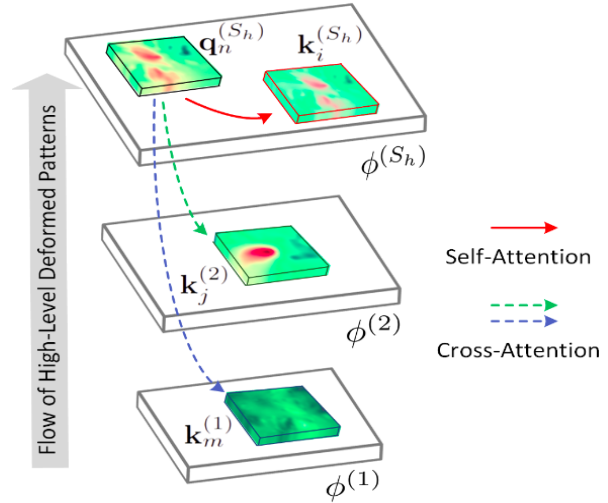 q_n^{(S_h)}
k_i^{(S_h)}
ϕ^{(S_h)}
Flow of High-Level Deformed Patterns
k_j^{(2)}
ϕ^{(2)}
Self-Attention
Cross-Attention
k_m^{(1)}
ϕ^{(1)}